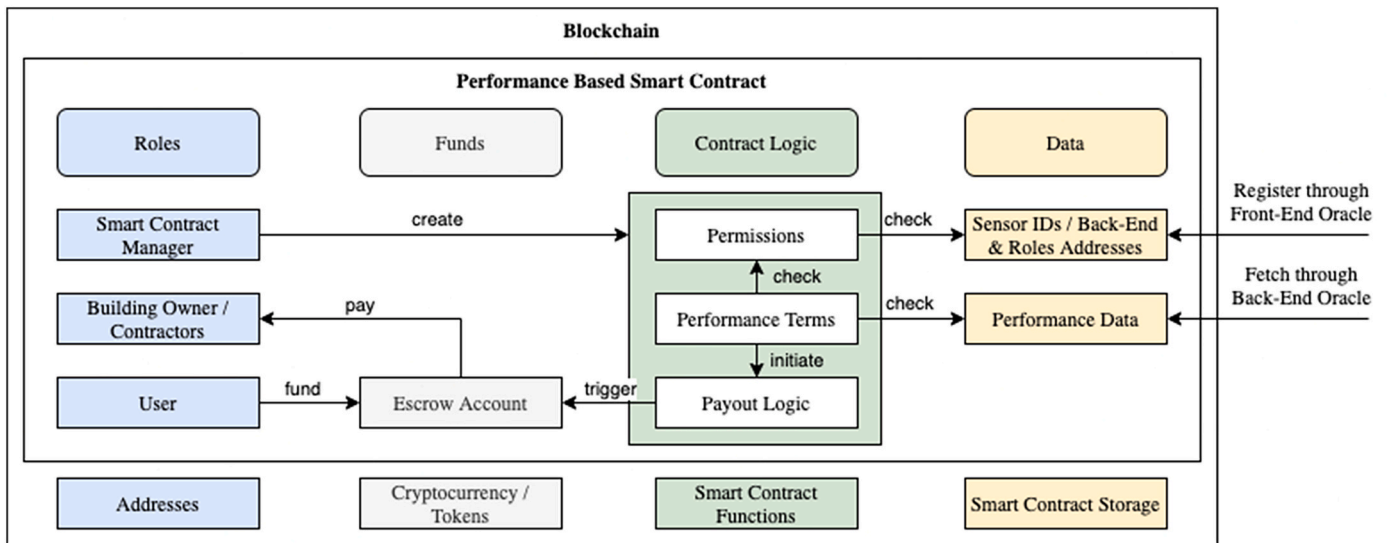 Blockchain
Performance Based Smart Contract
Roles
Funds
Contract Logic
Data
Smart Contract
Manager
create
Permissions
check
Sensor IDs / Back-End
& Roles Addresses
Register through
Front-End Oracle
check
Building Owner /
Contractors
pay
Performance Terms
check
Performance Data
Fetch through
Back-End Oracle
initiate
User
fund
Escrow Account
trigger
Payout Logic
Addresses
Cryptocurrency /
Tokens
Smart Contract
Functions
Smart Contract Storage